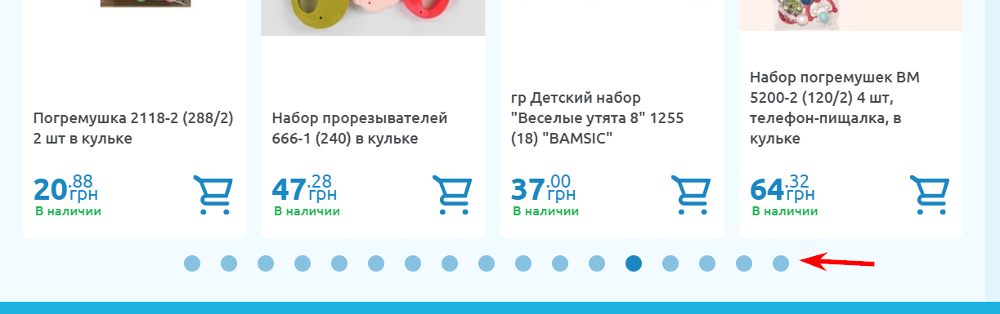 Погремушка 2118-2 (288/2)
2 шт в кульке
20.88
грн
В наличии
Набор прорезывателей
666-1 (240) в кульке
47.28
грн
В наличии
гр Детский набор
"Веселые утята 8" 1255
(18) "BAMSIC"
37.00
грн
В наличии
Набор погремушек BM
5200-2 (120/2) 4 шт,
телефон-пищалка, в
кульке
64.32
грн
В наличии